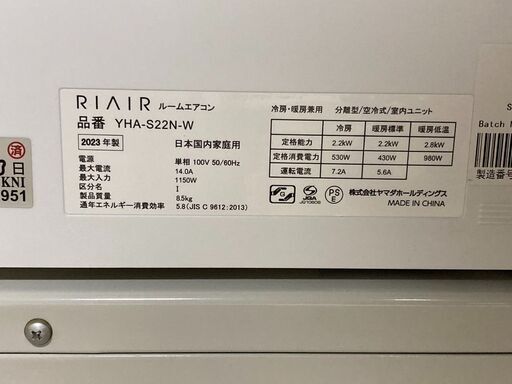 RIAIR ルームエアコン
品番 YHA-S22N-W
2023年製 日本国内家庭用
電源 単相 100V 50/60Hz
最大電流 14.0A
最大入力 1150W
区分名 I
製品質量 8.5kg
通年エネルギー消費効率 5.8(JIS C 9612:2013)
冷房・暖房兼用 分離型/空冷式/室内ユニット
冷房 暖房標準 暖房低温
定格能力 2.2kW 2.2kW 2.8kW
定格消費電力 530W 430W 980W
運転電流 7.2A 5.6A
JQA
PSE
株式会社ヤマダホールディングス
MADE IN CHINA
済
日
KNI
951
S
Batch
製造番号